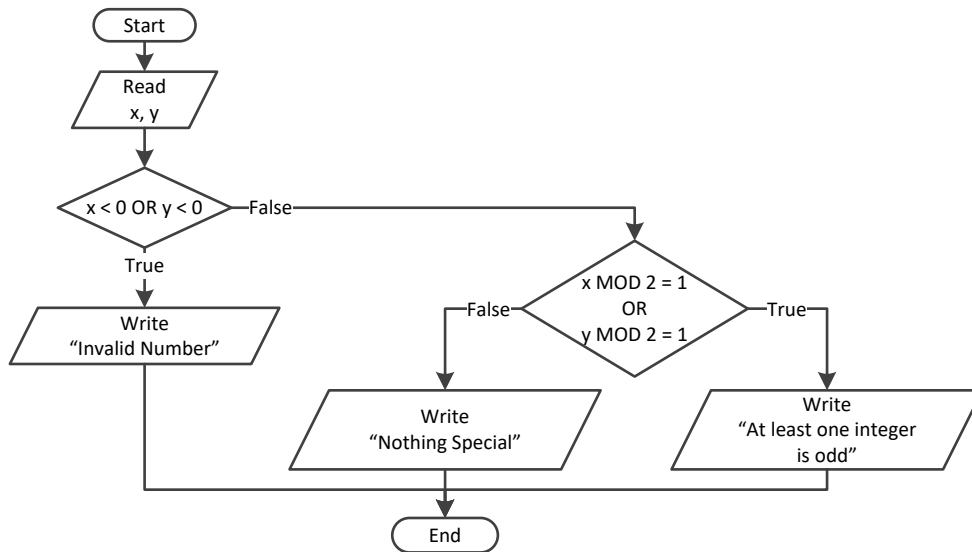 Start
Read
x, y
x < 0 OR y < 0
False
True
Write
“Invalid Number”
x MOD 2 = 1
OR
y MOD 2 = 1
False
True
Write
“Nothing Special”
Write
“At least one integer
is odd”
End